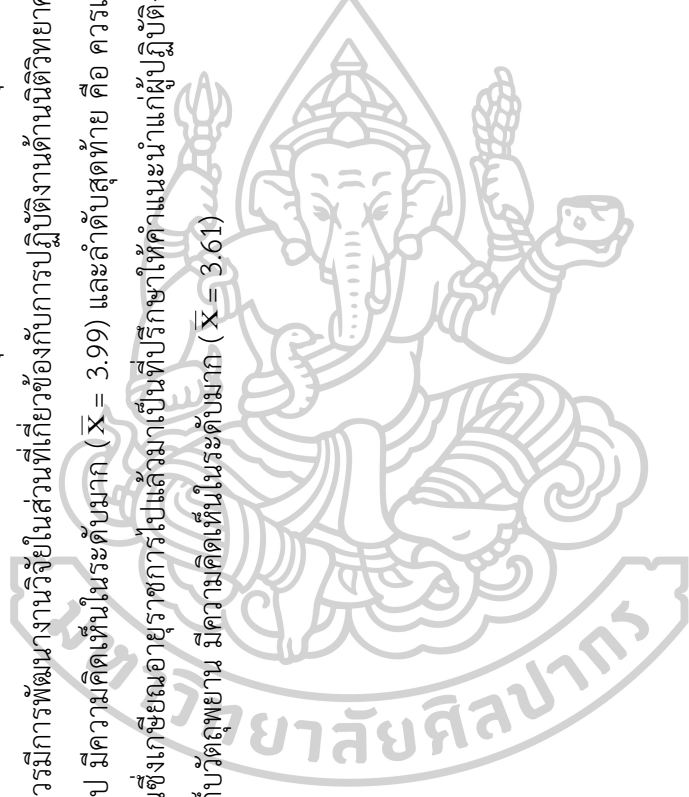 วรมีการพัฒนางานวิจัยในส่วนที่เกี่ยวข้องกับการปฏิบัติงานด้านนิติวิทยาศ
ป มีความคิดเห็นในระดับมาก (X̅ = 3.99) และลำดับสุดท้าย คือ ควรเ
นซึ่งเกษียณอายุราชการไปแล้วมาเป็นที่ปรึกษาให้คำแนะนำแก่ผู้ปฏิบัติ
ก็บวัตถุพยาน มีความคิดเห็นในระดับมาก (X̅ = 3.61)
มหาวิทยาลัยศิลปากร